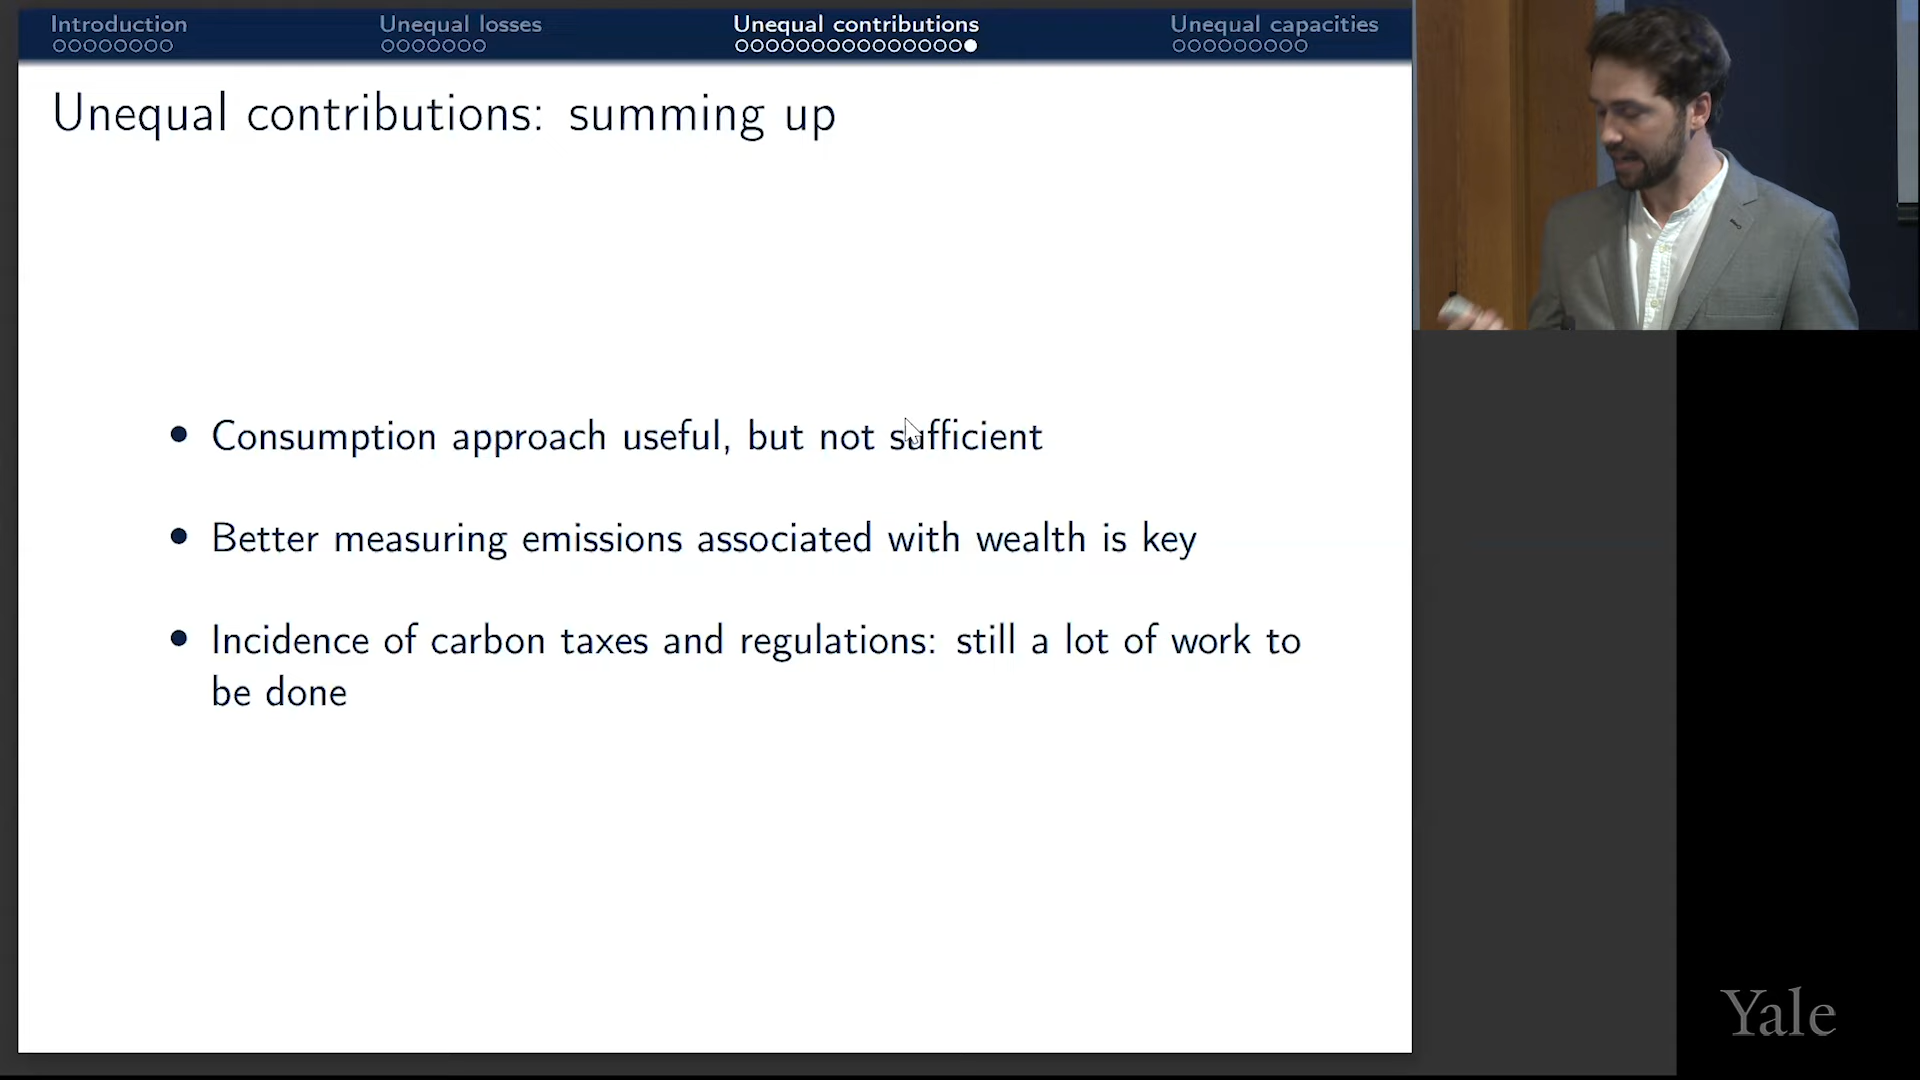 Introduction
Unequal losses
Unequal contributions
Unequal capacities
Unequal contributions: summing up
• Consumption approach useful, but not sufficient
• Better measuring emissions associated with wealth is key
• Incidence of carbon taxes and regulations: still a lot of work to
be done
Yale